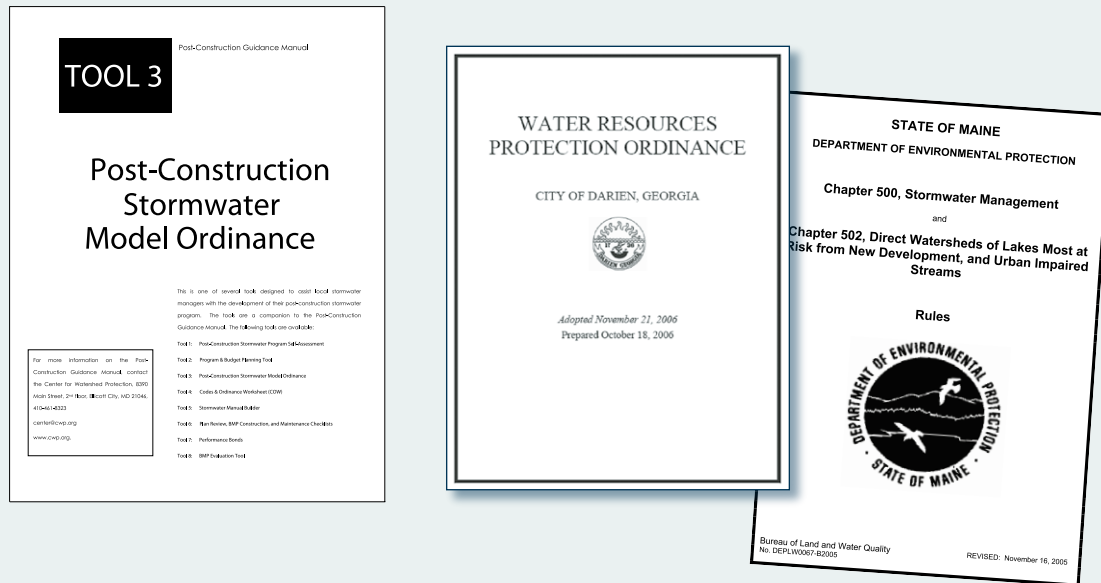 Post-Construction Guidance Manual
TOOL 3
Post-Construction
Stormwater
Model Ordinance
This is one of several tools designed to assist local stormwater
managers with the development of their post-construction stormwater
program. The tools are a companion to the Post-Construction
Guidance Manual. The following tools are available:
Tool 1: Post-Construction Stormwater Program Self-Assessment
Tool 2: Program & Budget Planning Tool
Tool 3: Post-Construction Stormwater Model Ordinance
Tool 4: Codes & Ordinance Worksheet (COW)
Tool 5: Stormwater Manual Builder
Tool 6: Plan Review, BMP Construction, and Maintenance Checklists
Tool 7: Performance Bonds
Tool 8: BMP Evaluation Tool
For more information on the Post-
Construction Guidance Manual, contact
the Center for Watershed Protection, 8390
Main Street, 2nd Floor, Ellicott City, MD 21046,
410-461-8323
center@cwp.org
www.cwp.org.
WATER RESOURCES
PROTECTION ORDINANCE
CITY OF DARIEN, GEORGIA
17 36
DARIEN GEORGIA
Adopted November 21, 2006
Prepared October 18, 2006
STATE OF MAINE
DEPARTMENT OF ENVIRONMENTAL PROTECTION
Chapter 500, Stormwater Management
and
Chapter 502, Direct Watersheds of Lakes Most at
Risk from New Development, and Urban Impaired
Streams
Rules
DEPARTMENT OF ENVIRONMENTAL PROTECTION
STATE OF MAINE
Bureau of Land and Water Quality
No. DEPLW0067-B2005
REVISED: November 16, 2005